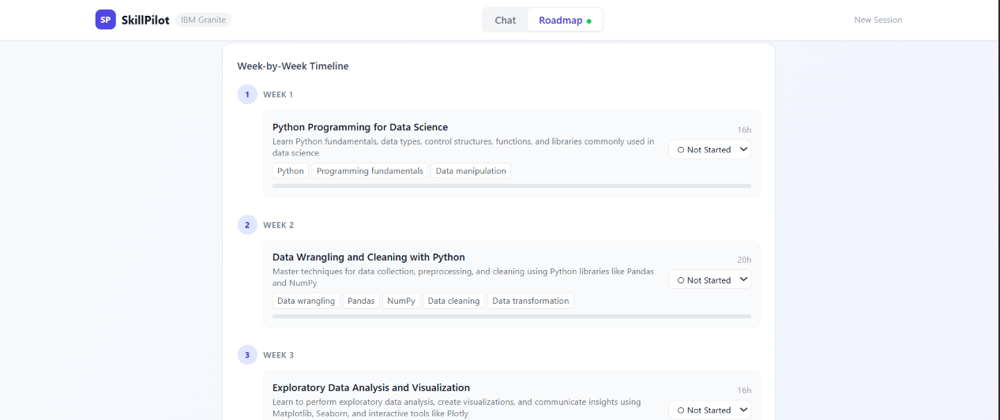 SP SkillPilot IBM Granite Chat Roadmap New Session
Week-by-Week Timeline
1 WEEK 1
Python Programming for Data Science
16h
Learn Python fundamentals, data types, control structures, functions, and libraries commonly used in
data science
Not Started
Python Programming fundamentals Data manipulation
2 WEEK 2
Data Wrangling and Cleaning with Python
20h
Master techniques for data collection, preprocessing, and cleaning using Python libraries like Pandas
and NumPy
Not Started
Data wrangling Pandas NumPy Data cleaning Data transformation
3 WEEK 3
Exploratory Data Analysis and Visualization
16h
Learn to perform exploratory data analysis, create visualizations, and communicate insights using
Matplotlib, Seaborn, and interactive tools like Plotly
Not Started